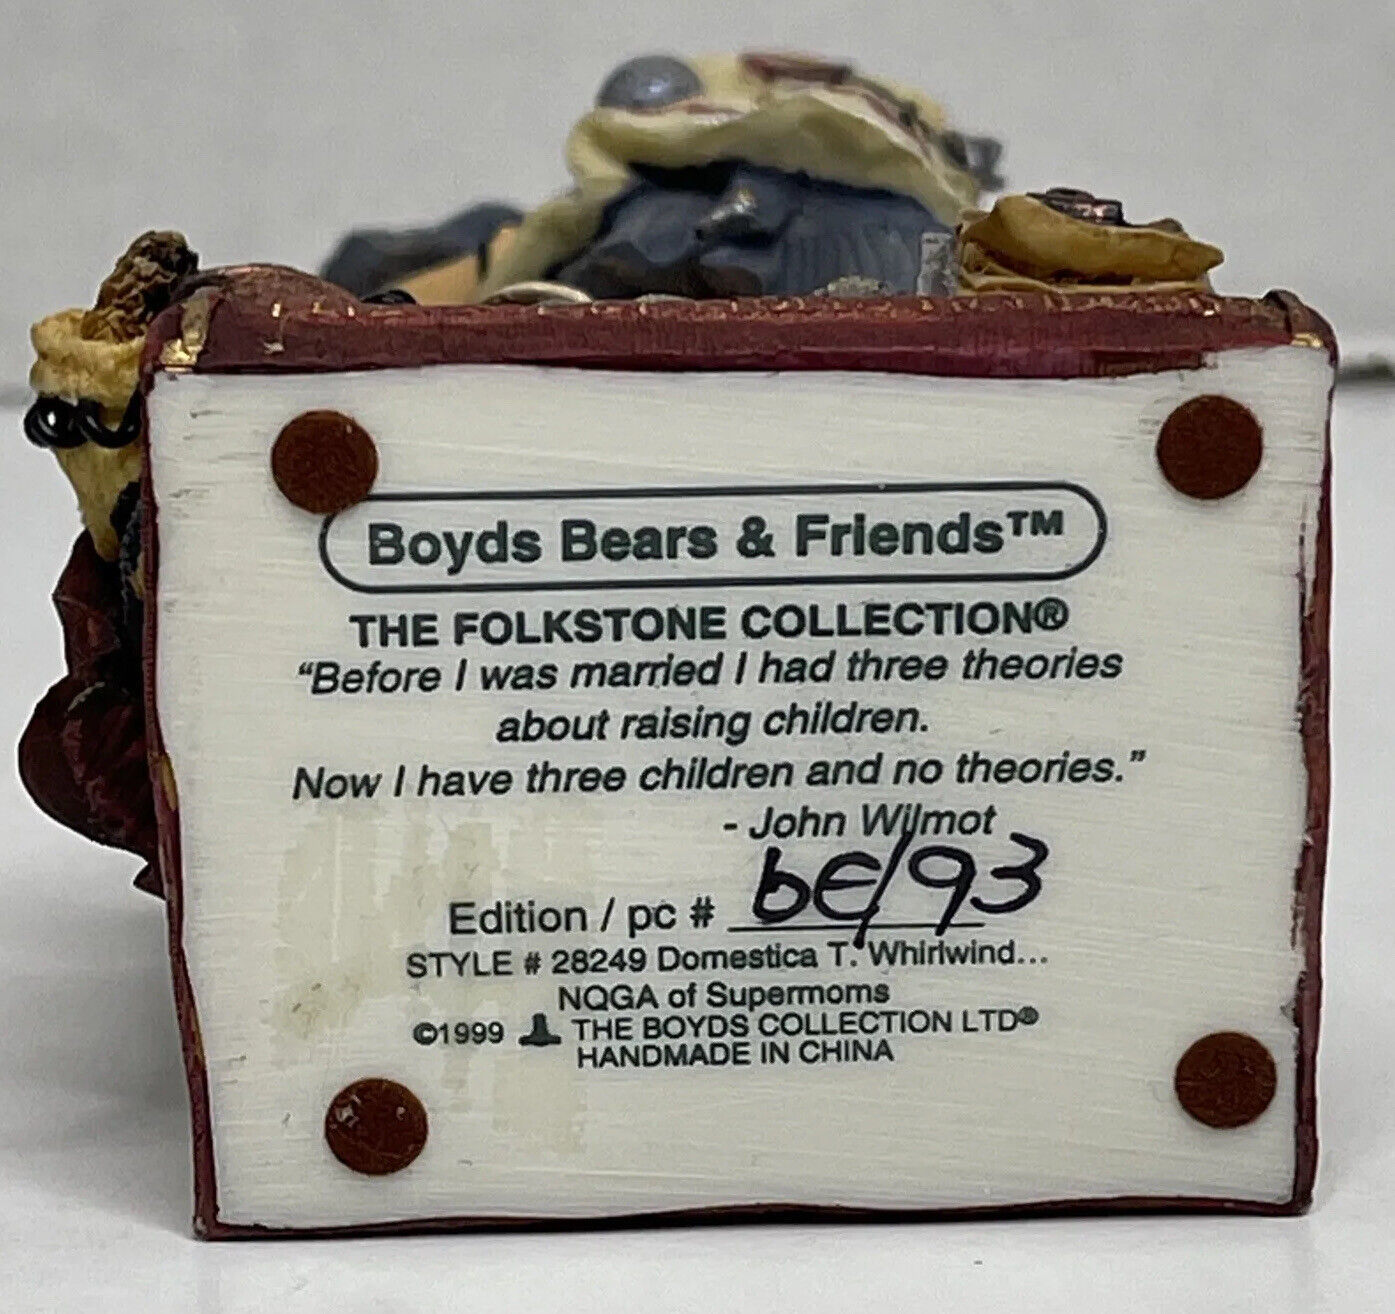 Boyds Bears & Friends™
THE FOLKSTONE COLLECTION®
“Before I was married I had three theories
about raising children.
Now I have three children and no theories.”
- John Wilmot
Edition / pc # 6E/93
STYLE # 28249 Domestica T. Whirlwind...
NQGA of Supermoms
©1999 THE BOYDS COLLECTION LTD®
HANDMADE IN CHINA